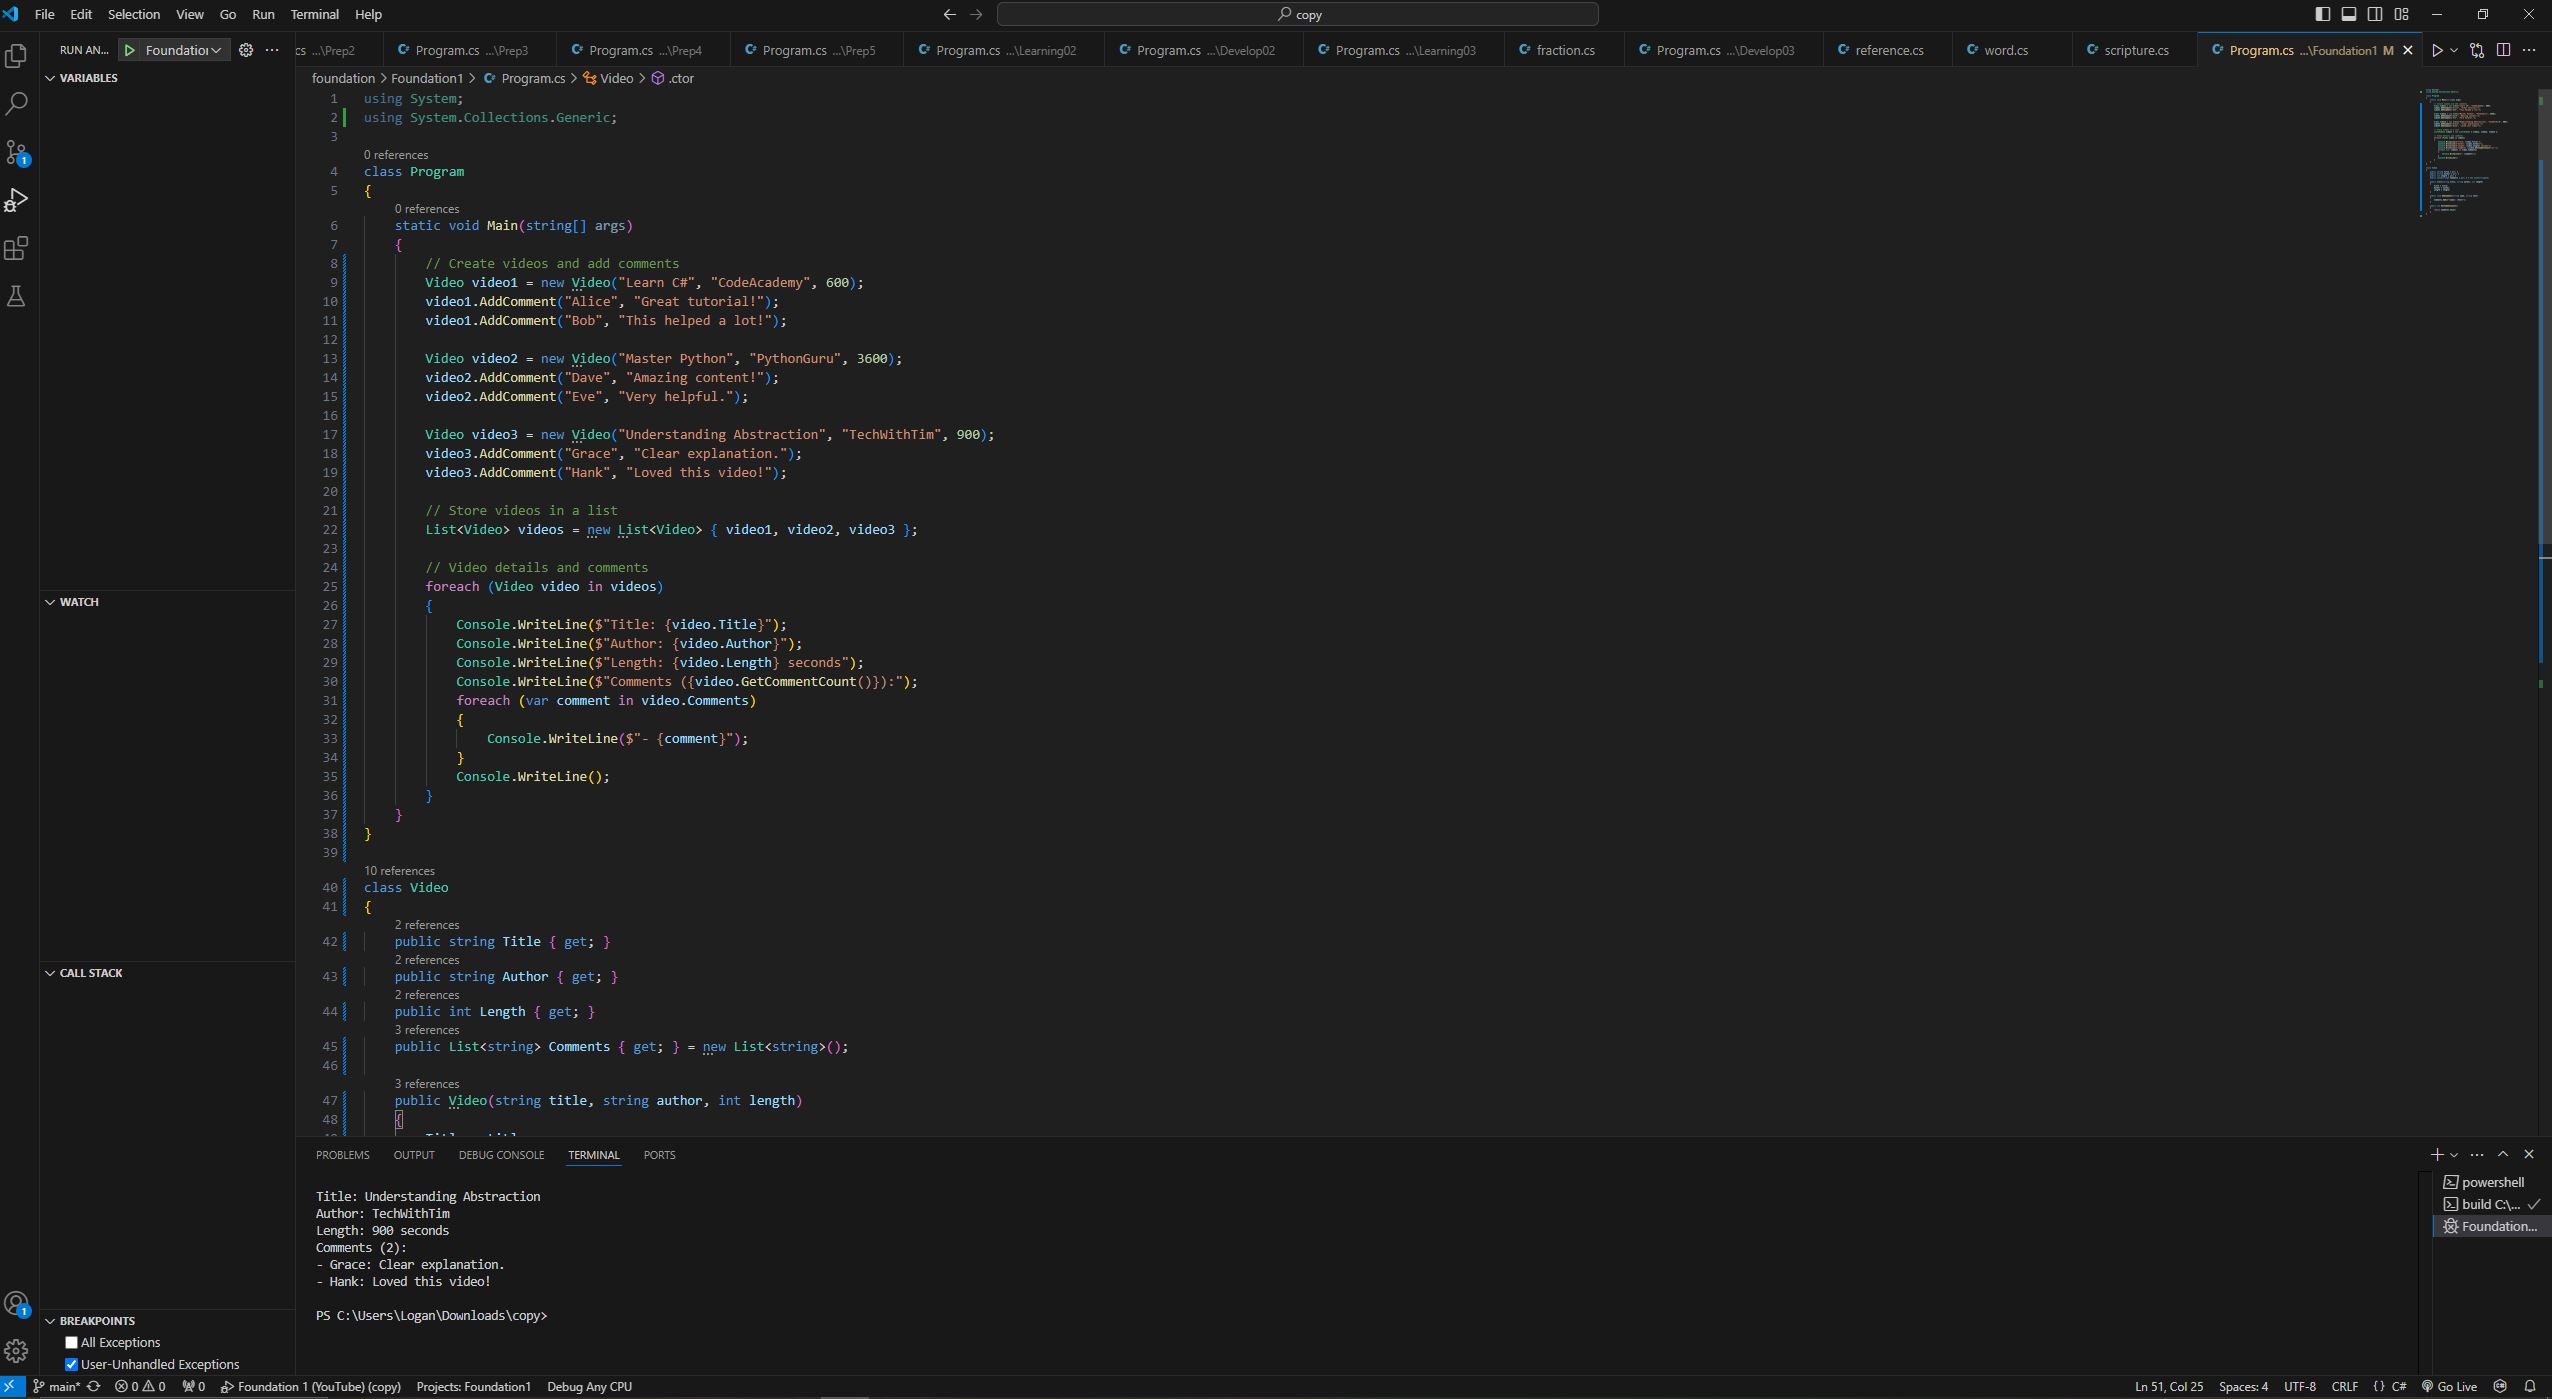 File Edit Selection View Go Run Terminal Help
copy
RUN AN... Foundation
cs ...\Prep2 Program.cs ...\Prep3 Program.cs ...\Prep4 Program.cs ...\Prep5 Program.cs ...\Learning02 Program.cs ...\Develop02 Program.cs ...\Learning03 fraction.cs Program.cs ...\Develop03 reference.cs word.cs scripture.cs Program.cs ...\Foundation1 M
VARIABLES
WATCH
CALL STACK
BREAKPOINTS
All Exceptions
User-Unhandled Exceptions
1
1
foundation > Foundation1 > Program.cs > Video > .ctor
1 using System;
2 using System.Collections.Generic;
3
0 references
4 class Program
5 {
0 references
6 static void Main(string[] args)
7 {
8 // Create videos and add comments
9 Video video1 = new Video("Learn C#", "CodeAcademy", 600);
10 video1.AddComment("Alice", "Great tutorial!");
11 video1.AddComment("Bob", "This helped a lot!");
12
13 Video video2 = new Video("Master Python", "PythonGuru", 3600);
14 video2.AddComment("Dave", "Amazing content!");
15 video2.AddComment("Eve", "Very helpful.");
16
17 Video video3 = new Video("Understanding Abstraction", "TechWithTim", 900);
18 video3.AddComment("Grace", "Clear explanation.");
19 video3.AddComment("Hank", "Loved this video!");
20
21 // Store videos in a list
22 List<Video> videos = new List<Video> { video1, video2, video3 };
23
24 // Video details and comments
25 foreach (Video video in videos)
26 {
27 Console.WriteLine($"Title: {video.Title}");
28 Console.WriteLine($"Author: {video.Author}");
29 Console.WriteLine($"Length: {video.Length} seconds");
30 Console.WriteLine($"Comments ({video.GetCommentCount()}):");
31 foreach (var comment in video.Comments)
32 {
33 Console.WriteLine($"- {comment}");
34 }
35 Console.WriteLine();
36 }
37 }
38 }
39
10 references
40 class Video
41 {
2 references
42 public string Title { get; }
2 references
43 public string Author { get; }
2 references
44 public int Length { get; }
3 references
45 public List<string> Comments { get; } = new List<string>();
46
3 references
47 public Video(string title, string author, int length)
48 {
PROBLEMS OUTPUT DEBUG CONSOLE TERMINAL PORTS
Title: Understanding Abstraction
Author: TechWithTim
Length: 900 seconds
Comments (2):
- Grace: Clear explanation.
- Hank: Loved this video!
PS C:\Users\Logan\Downloads\copy>
powershell
build C:\...
Foundation...
main* 0 0 0 Foundation 1 (YouTube) (copy) Projects: Foundation1 Debug Any CPU Ln 51, Col 25 Spaces: 4 UTF-8 CRLF {} C# Go Live